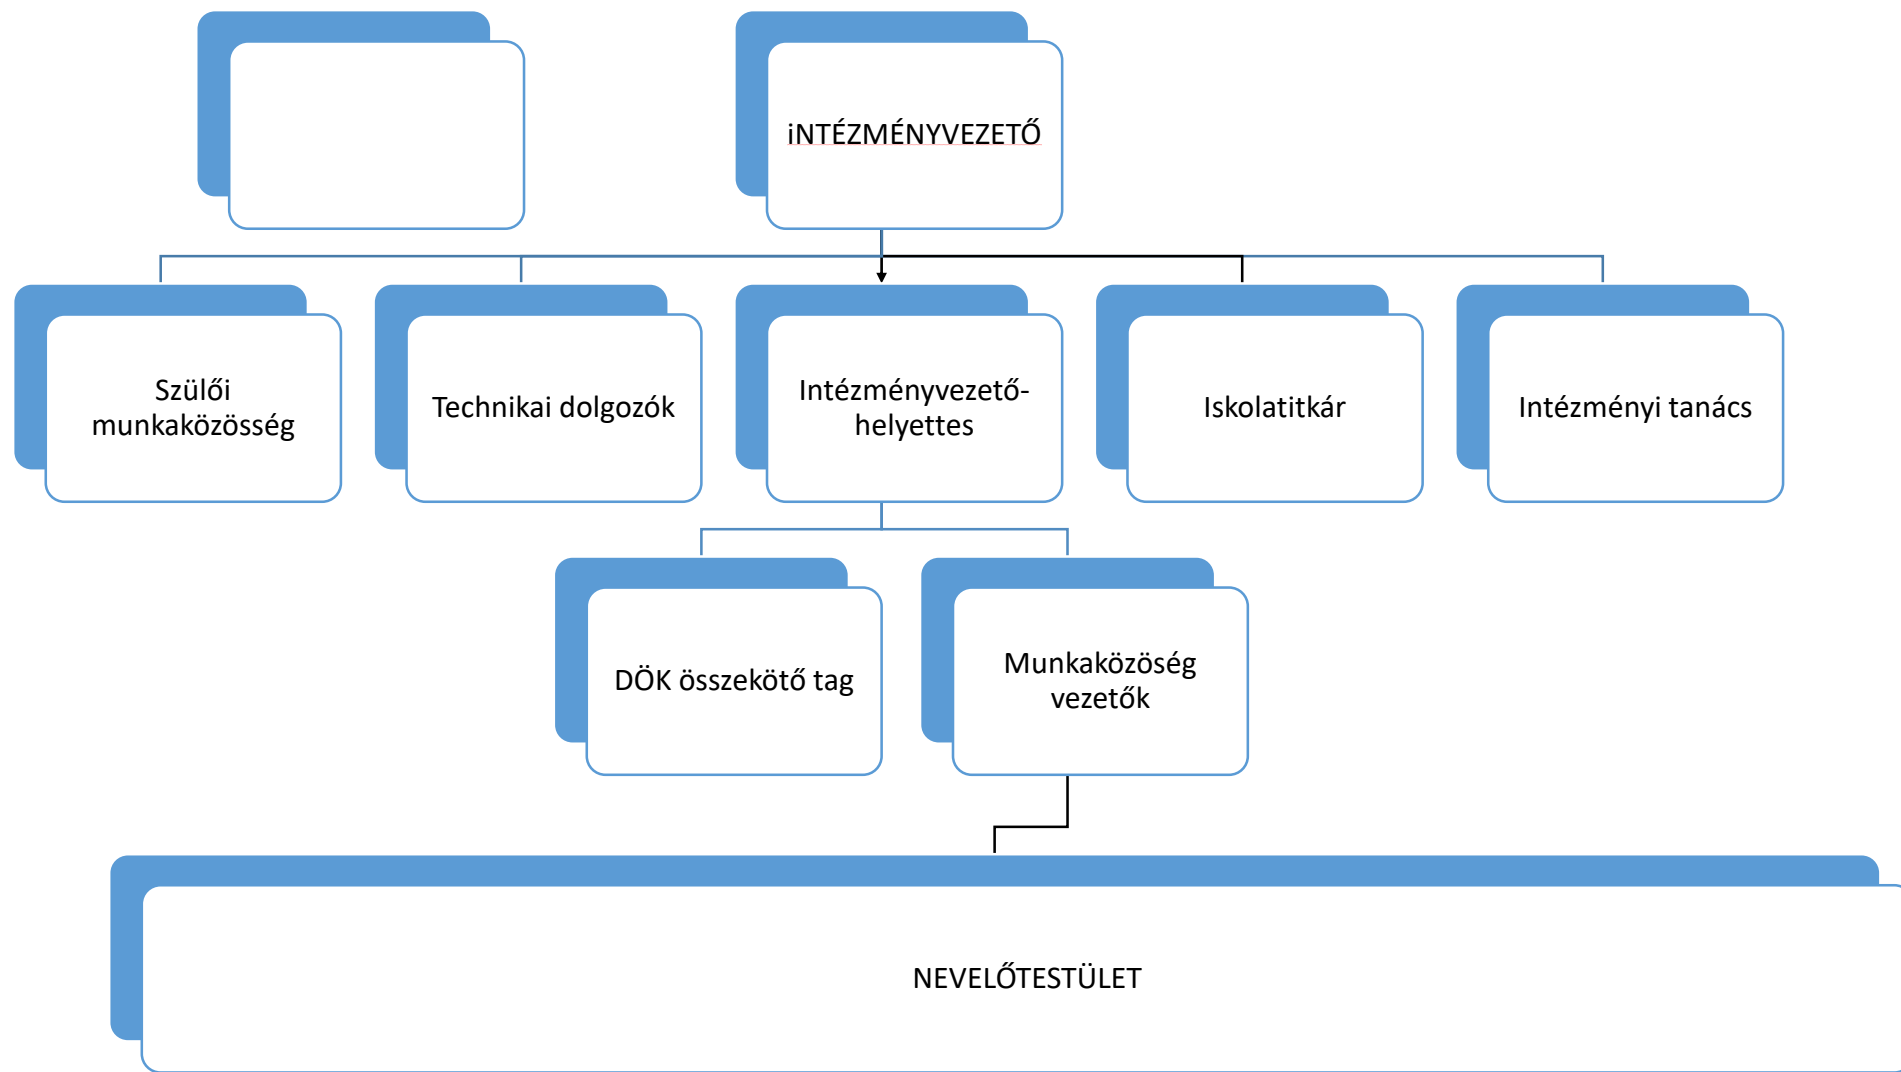 iNTÉZMÉNYVEZETŐ
Szülői
munkaközösség
Technikai dolgozók
Intézményvezető-
helyettes
Iskolatitkár
Intézményi tanács
DÖK összekötő tag
Munkaközöség
vezetők
NEVELŐTESTÜLET